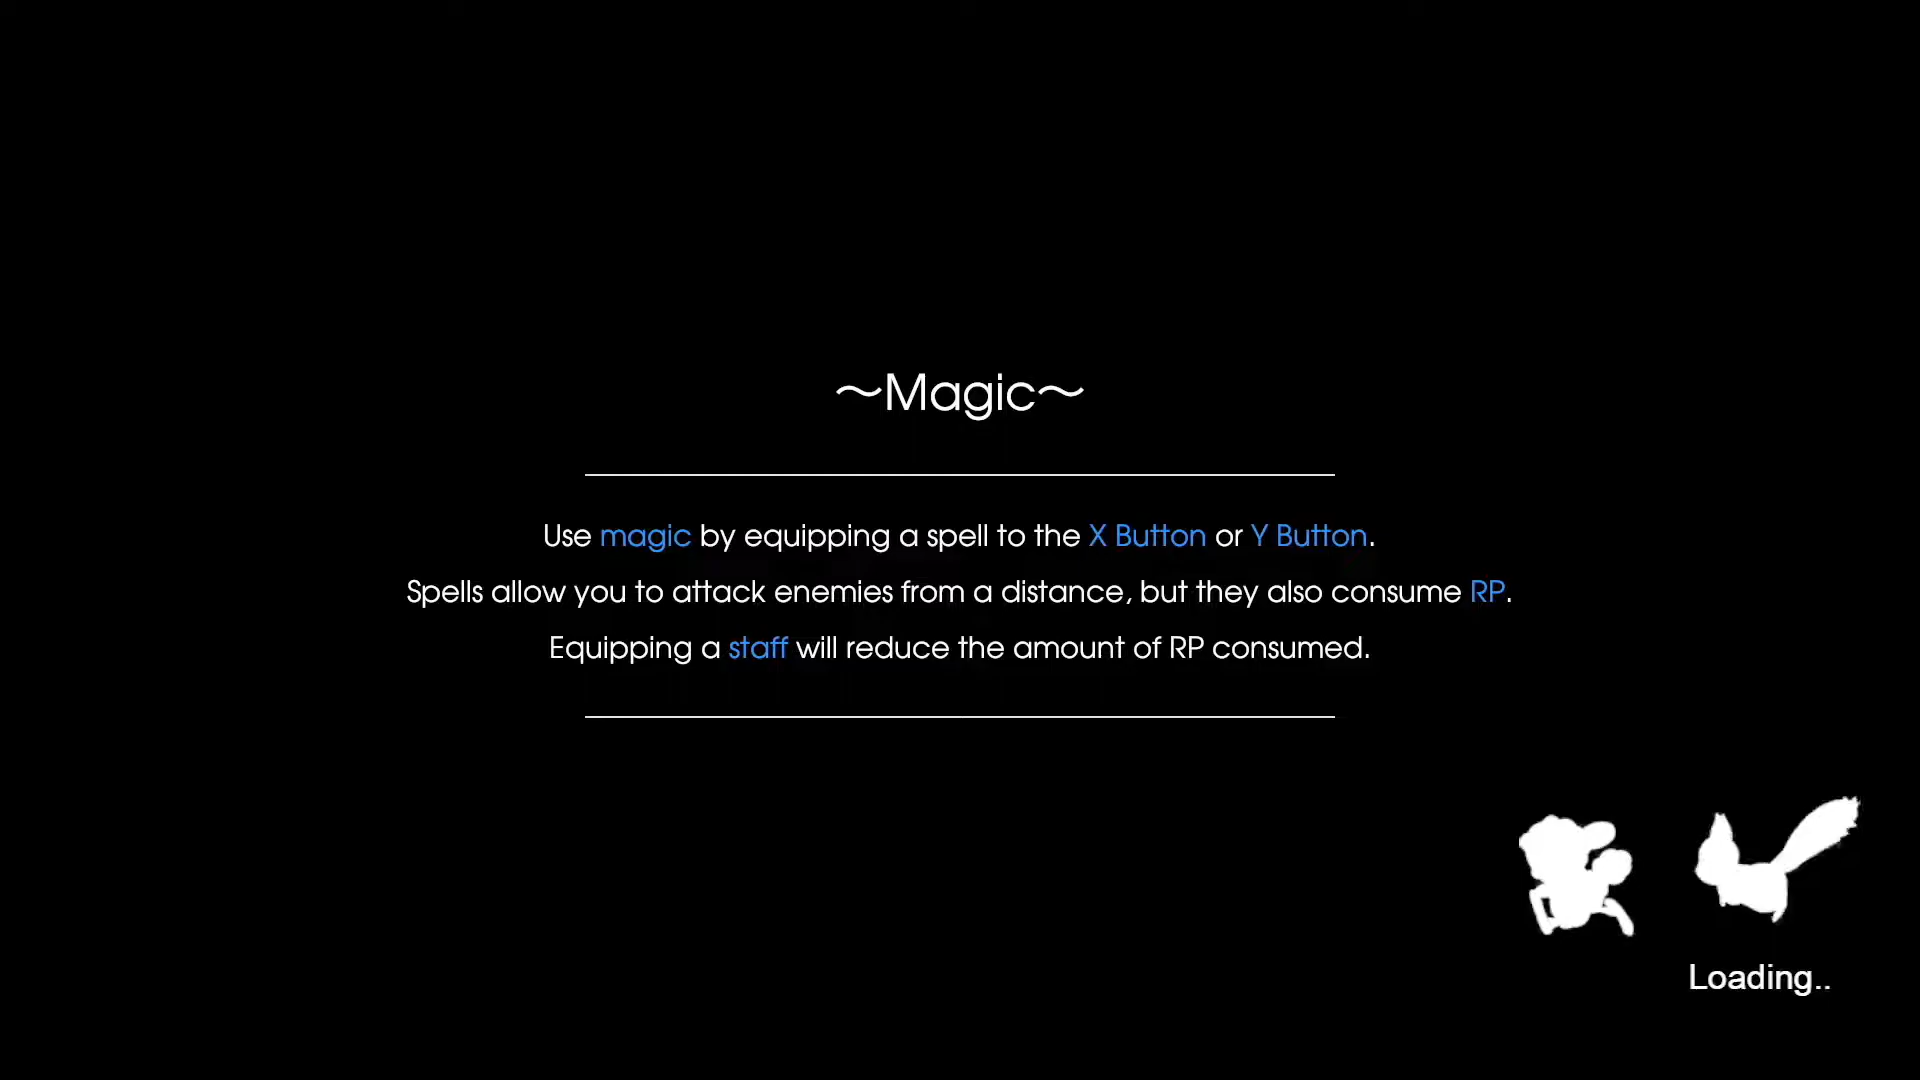 ～Magic～
Use magic by equipping a spell to the X Button or Y Button.
Spells allow you to attack enemies from a distance, but they also consume RP.
Equipping a staff will reduce the amount of RP consumed.
Loading..